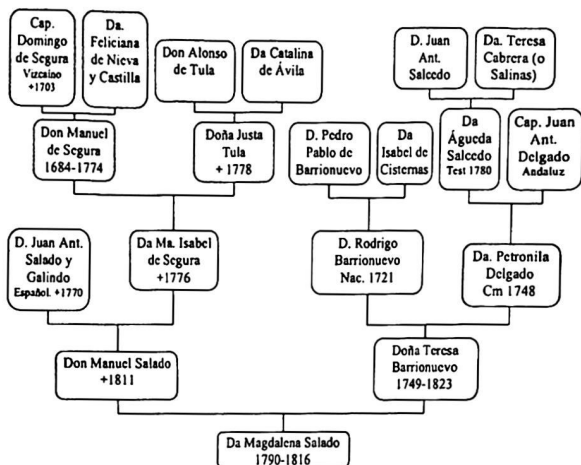 Cap.
Domingo
de Segura
Vizcaino
+1703
Da.
Feliciana
de Nieva
y Castilla
Don Alonso
de Tula
Da Catalina
de Ávila
D. Juan
Ant.
Salcedo
Da. Teresa
Cabrera (o
Salinas)
Don Manuel
de Segura
1684-1774
Doña Justa
Tula
+ 1778
D. Pedro
Pablo de
Barrionuevo
Da
Isabel de
Cisternas
Da
Águeda
Salcedo
Test 1780
Cap. Juan
Ant.
Delgado
Andaluz
D. Juan Ant.
Salado y
Galindo
Español. +1770
Da Ma. Isabel
de Segura
+1776
D. Rodrigo
Barrionuevo
Nac. 1721
Da. Petronila
Delgado
Cm 1748
Don Manuel Salado
+1811
Doña Teresa
Barrionuevo
1749-1823
Da Magdalena Salado
1790-1816